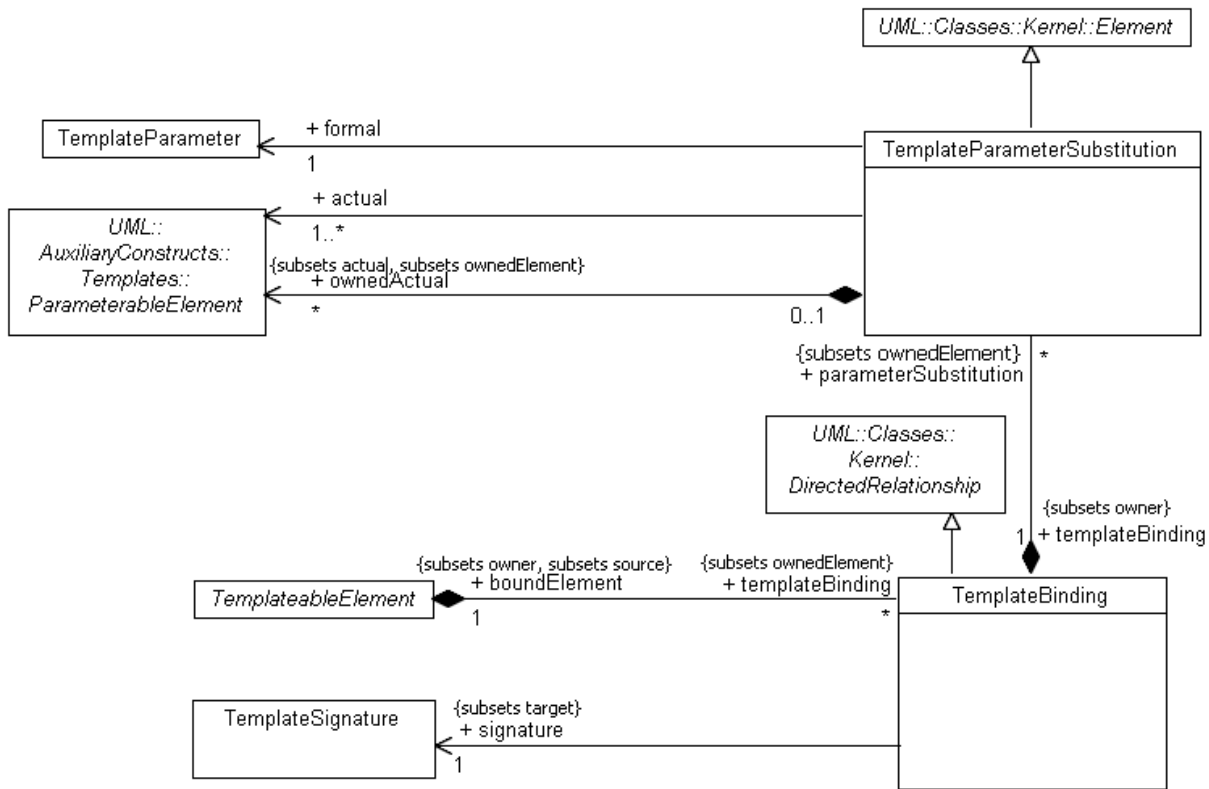 UML::Classes::Kernel::Element
TemplateParameter
+ formal
1
TemplateParameterSubstitution
+ actual
1..*
UML::
AuxiliaryConstructs::
Templates::
ParameterableElement
{subsets actual, subsets ownedElement}
+ ownedActual
*
0..1
{subsets ownedElement}
*
+ parameterSubstitution
UML::Classes::
Kernel::
DirectedRelationship
{subsets owner}
1
+ templateBinding
{subsets owner, subsets source}
+ boundElement
1
{subsets ownedElement}
+ templateBinding
*
TemplateableElement
TemplateBinding
TemplateSignature
{subsets target}
+ signature
1